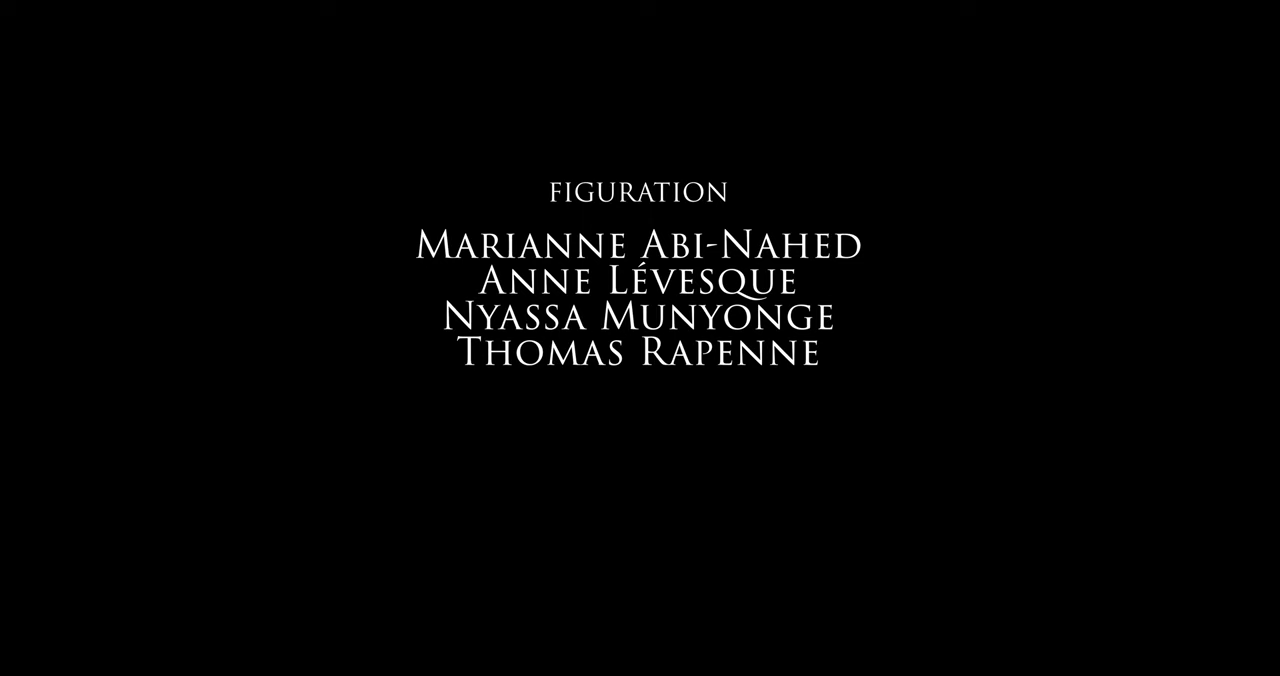 FIGURATION
MARIANNE ABI-NAHED
ANNE LÉVESQUE
NYASSA MUNYONGE
THOMAS RAPENNE